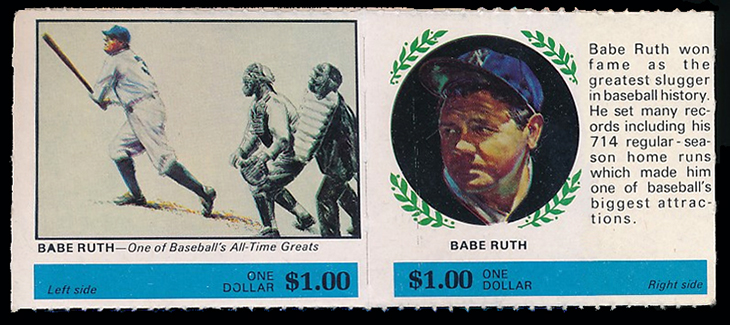 BABE RUTH—One of Baseball's All-Time Greats
Left side
ONE
DOLLAR
$1.00
BABE RUTH
Babe Ruth won
fame as the
greatest slugger
in baseball history.
He set many rec-
ords including his
714 regular-sea-
son home runs
which made him
one of baseball's
biggest attrac-
tions.
$1.00
ONE
DOLLAR
Right side